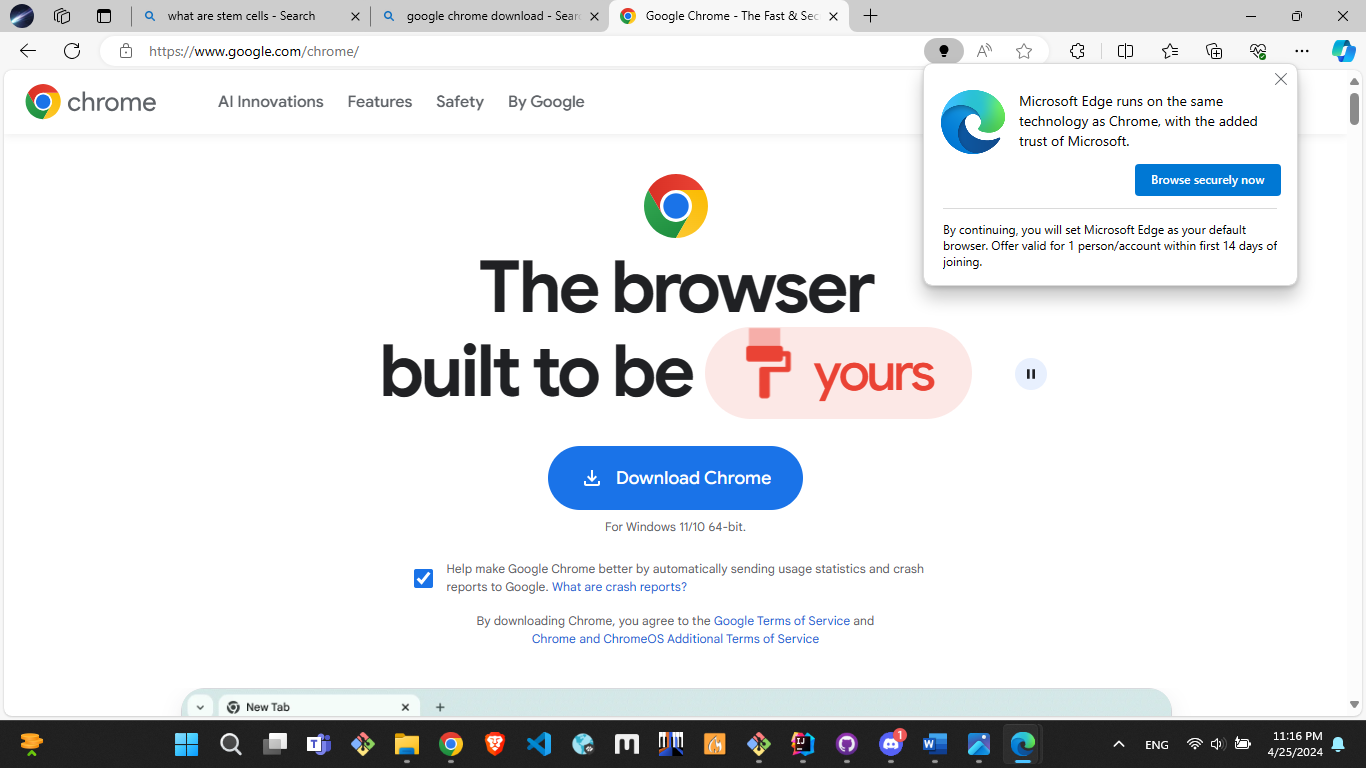 what are stem cells - Search
google chrome download - Sear
Google Chrome - The Fast & Sec
https://www.google.com/chrome/
chrome
AI Innovations
Features
Safety
By Google
Microsoft Edge runs on the same
technology as Chrome, with the added
trust of Microsoft.
Browse securely now
By continuing, you will set Microsoft Edge as your default
browser. Offer valid for 1 person/account within first 14 days of
joining.
The browser
built to be yours
Download Chrome
For Windows 11/10 64-bit.
Help make Google Chrome better by automatically sending usage statistics and crash
reports to Google. What are crash reports?
By downloading Chrome, you agree to the Google Terms of Service and
Chrome and ChromeOS Additional Terms of Service
New Tab
1
ENG
11:16 PM
4/25/2024